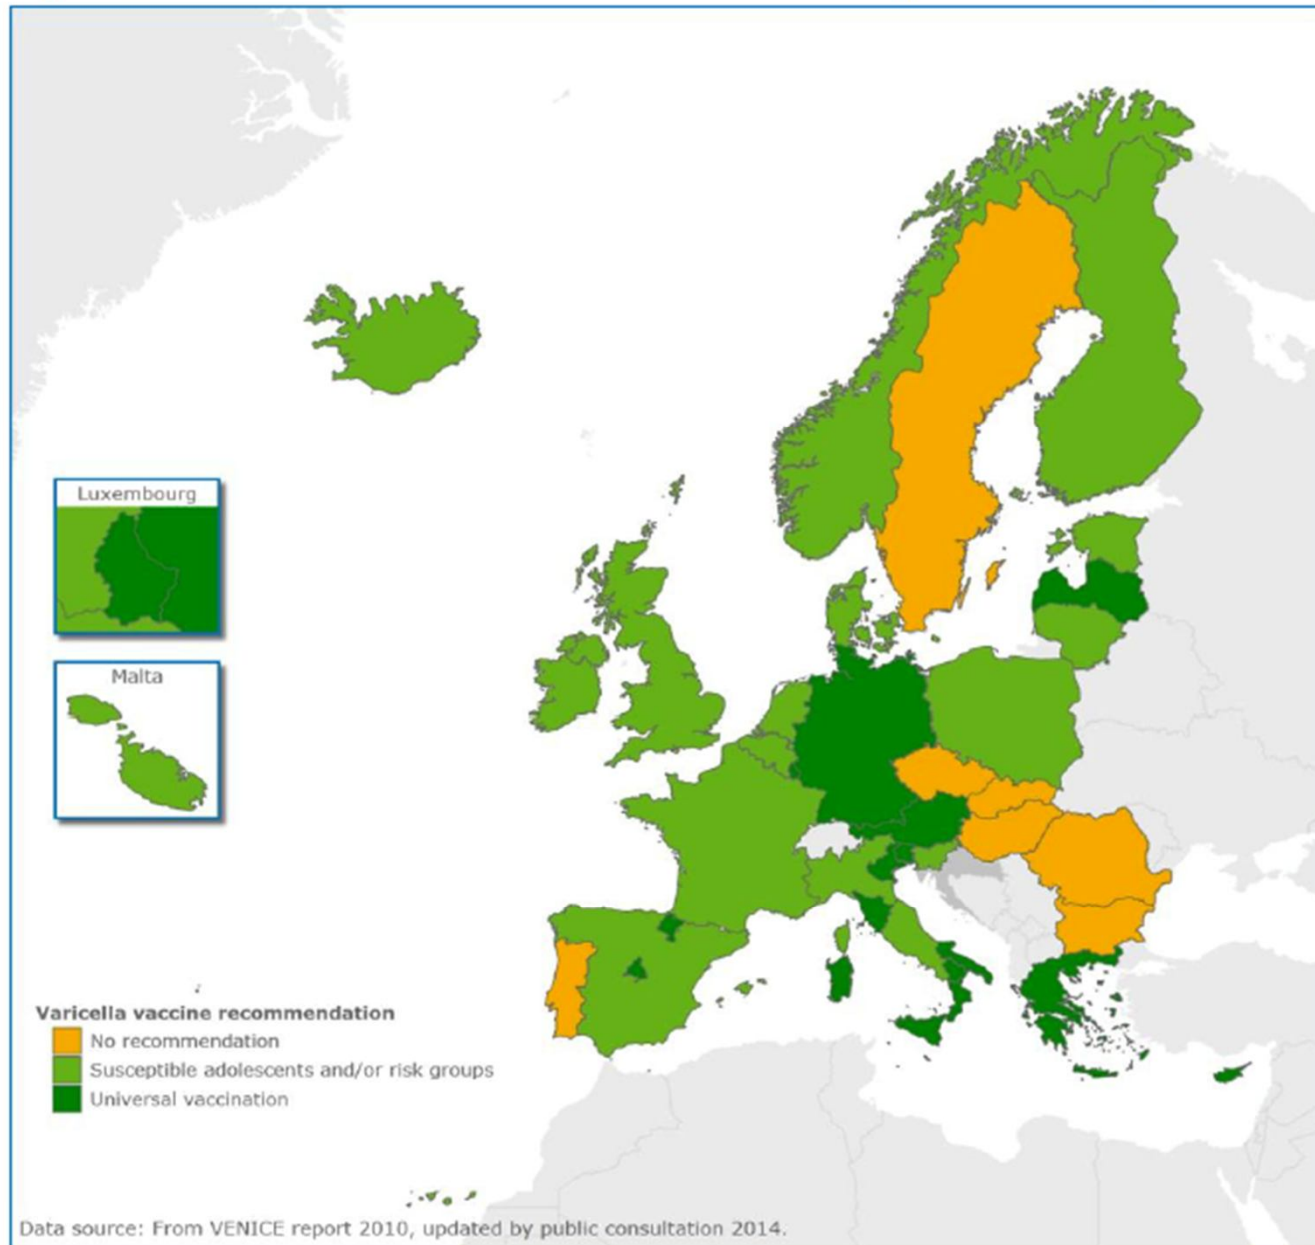 Luxembourg
Malta
Varicella vaccine recommendation
No recommendation
Susceptible adolescents and/or risk groups
Universal vaccination
Data source: From VENICE report 2010, updated by public consultation 2014.